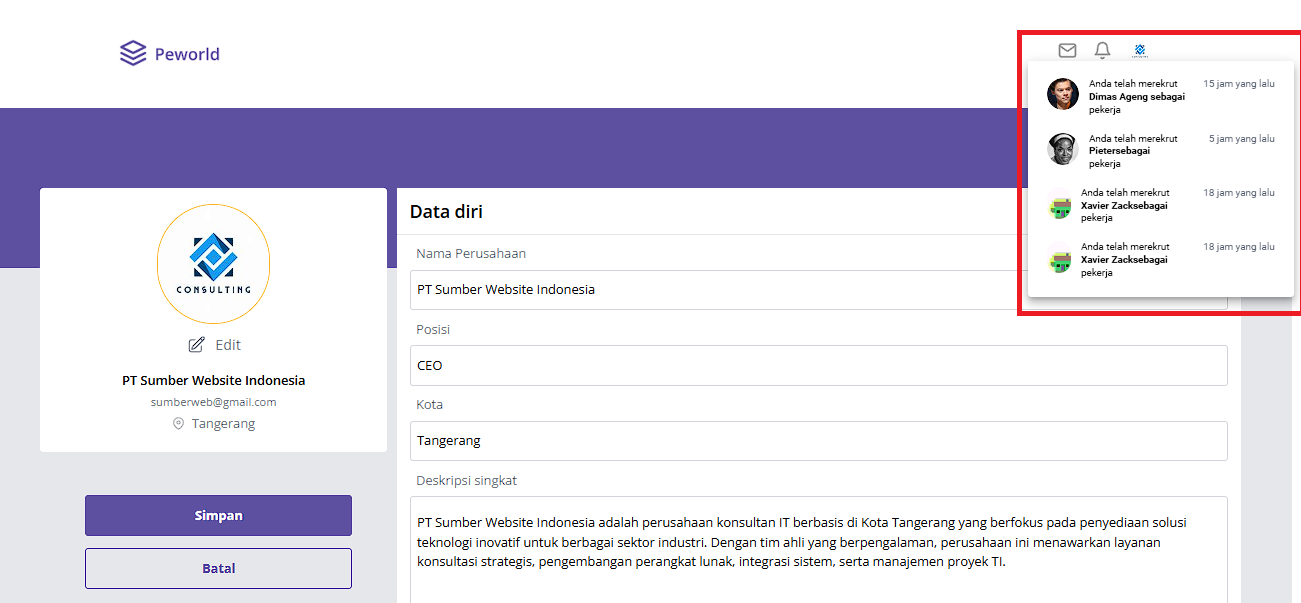 Peworld
Anda telah merekrut
Dimas Ageng sebagai
pekerja
15 jam yang lalu
Anda telah merekrut
Pietersebagai
pekerja
5 jam yang lalu
Anda telah merekrut
Xavier Zacksebagai
pekerja
18 jam yang lalu
Anda telah merekrut
Xavier Zacksebagai
pekerja
18 jam yang lalu
CONSULTING
Edit
PT Sumber Website Indonesia
sumberweb@gmail.com
Tangerang
Simpan
Batal
Data diri
Nama Perusahaan
PT Sumber Website Indonesia
Posisi
CEO
Kota
Tangerang
Deskripsi singkat
PT Sumber Website Indonesia adalah perusahaan konsultan IT berbasis di Kota Tangerang yang berfokus pada penyediaan solusi
teknologi inovatif untuk berbagai sektor industri. Dengan tim ahli yang berpengalaman, perusahaan ini menawarkan layanan
konsultasi strategis, pengembangan perangkat lunak, integrasi sistem, serta manajemen proyek TI.